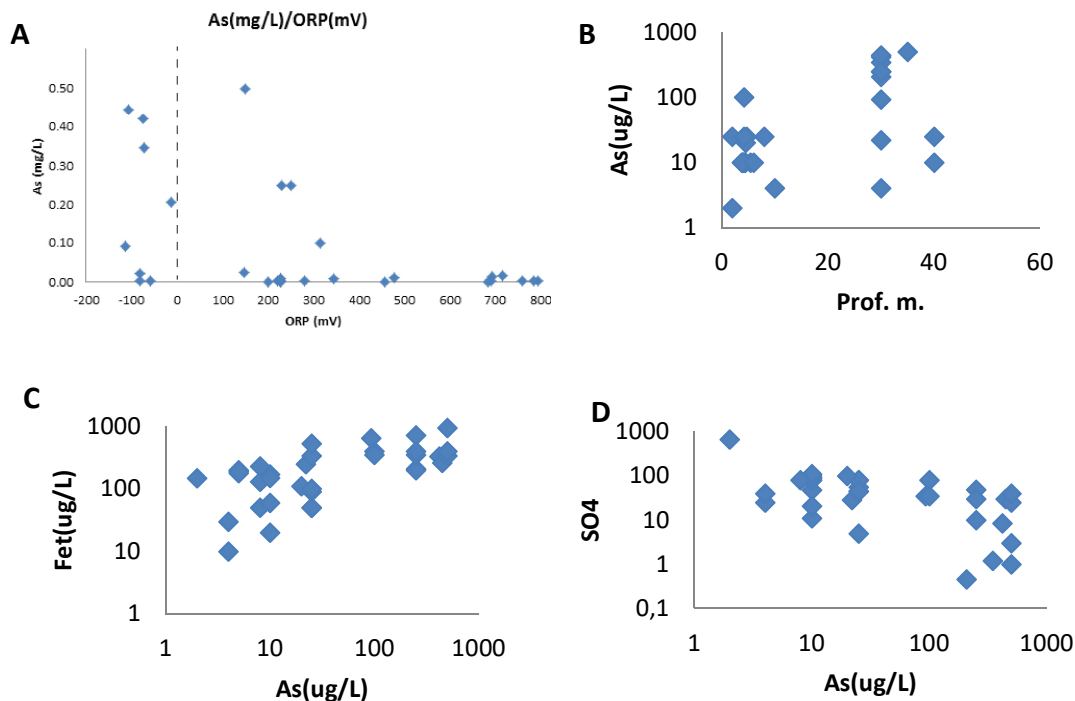 A
As(mg/L)/ORP(mV)
As (mg/L)
0.50
0.40
0.30
0.20
0.10
0.00
-200 -100 0 100 200 300 400 500 600 700 800
ORP (mV)
B
As(ug/L)
1000
100
10
1
0 20 40 60
Prof. m.
C
Fet(ug/L)
1000
100
10
1
1 10 100 1000
As(ug/L)
D
SO4
1000
100
10
1
0,1
1 10 100 1000
As(ug/L)